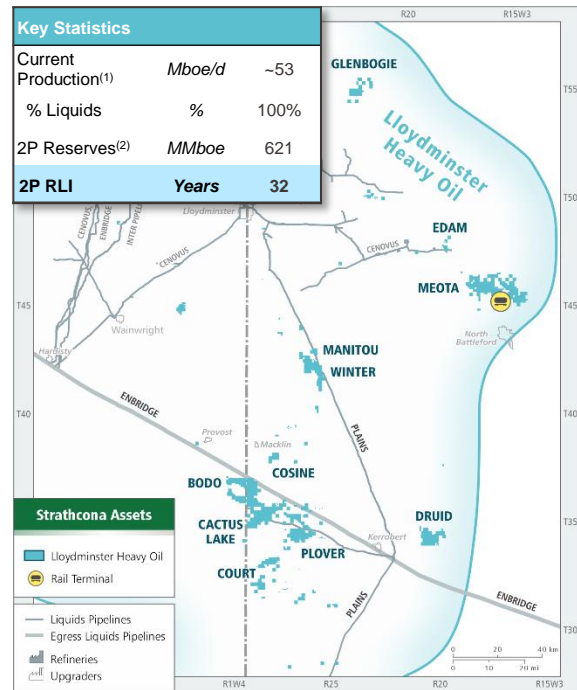 R20 R15W3
Key Statistics
Current Production(1) Mboe/d ~53
% Liquids % 100%
2P Reserves(2) MMboe 621
2P RLI Years 32
GLENBOGIE
T55
Lloydminster
Heavy Oil
T50
CENOVUS
ENBRIDGE
INTER PIPELINE
Lloydminster
CENOVUS
EDAM
CENOVUS
MEOTA
T45
T45
Wainwright
North
Battleford
Hardisty
MANITOU
WINTER
T40
T40
ENBRIDGE
PLAINS
Provost
Macklin
COSINE
BODO
CACTUS
LAKE
DRUID
T35
PLOVER
Kerrobert
COURT
PLAINS
ENBRIDGE
T30
Strathcona Assets
Lloydminster Heavy Oil
Rail Terminal
Liquids Pipelines
Egress Liquids Pipelines
Refineries
Upgraders
0 20 40 km
0 10 70 mi
R1W4 R25 R20 R15W3